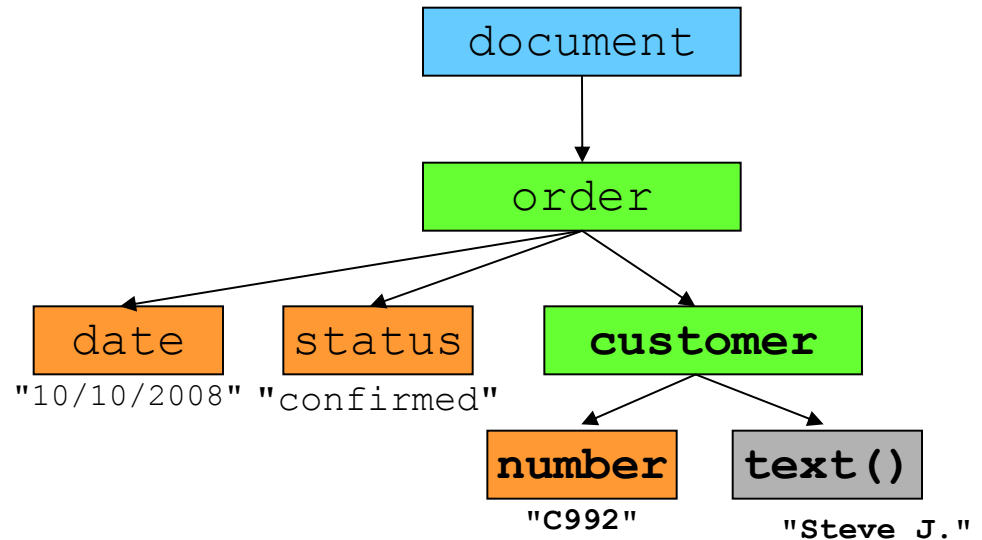 document
order
date
status
customer
"10/10/2008"
"confirmed"
number
text()
"C992"
"Steve J."